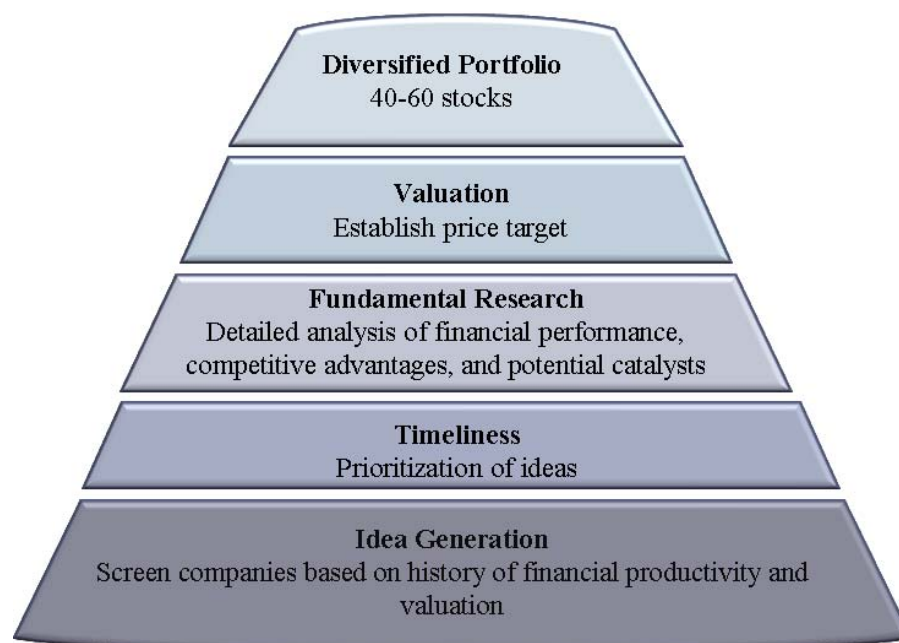 Diversified Portfolio
40-60 stocks
Valuation
Establish price target
Fundamental Research
Detailed analysis of financial performance,
competitive advantages, and potential catalysts
Timeliness
Prioritization of ideas
Idea Generation
Screen companies based on history of financial productivity and
valuation